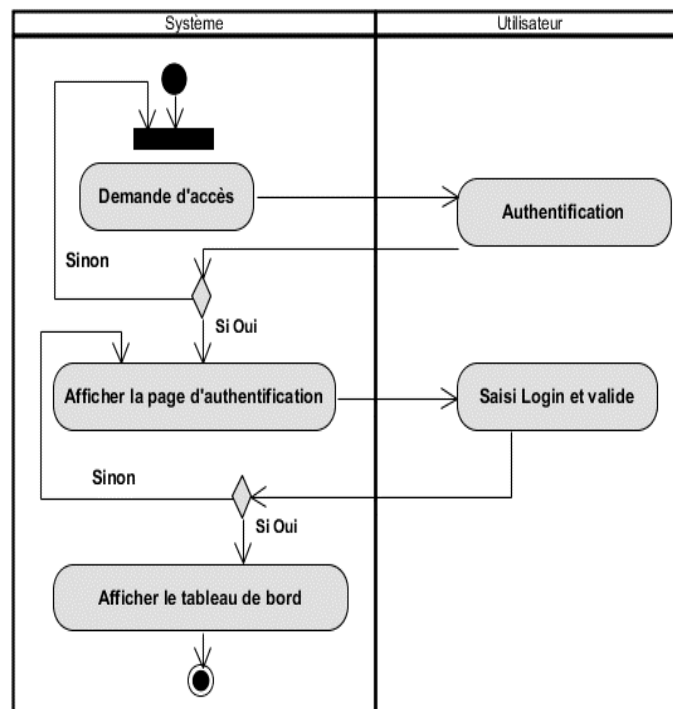 Système
Utilisateur
Demande d'accès
Authentification
Sinon
Si Oui
Afficher la page d'authentification
Saisi Login et valide
Sinon
Si Oui
Afficher le tableau de bord